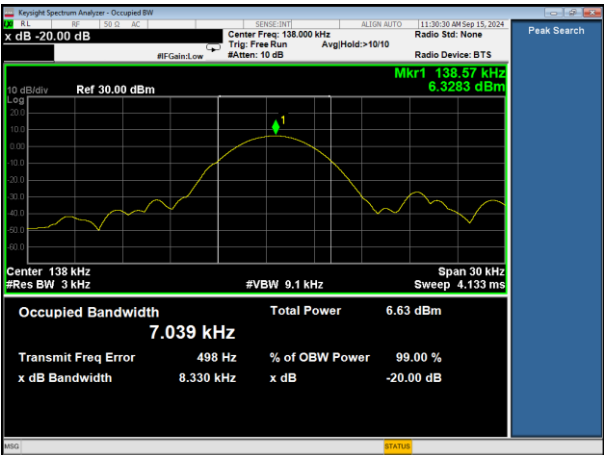 Keysight Spectrum Analyzer - Occupied BW
RL RF 50 Ω AC SENSE:INT ALIGN AUTO 11:30:30 AM Sep 15, 2024
x dB -20.00 dB Center Freq: 138.000 kHz Radio Std: None Peak Search
Trig: Free Run Avg|Hold:>10/10
#IFGain:Low #Atten: 10 dB Radio Device: BTS
Mkr1 138.57 kHz
10 dB/div Ref 30.00 dBm 6.3283 dBm
Log
20.0
1
10.0
0.00
-10.0
-20.0
-30.0
-40.0
-50.0
-60.0
Center 138 kHz Span 30 kHz
#Res BW 3 kHz #VBW 9.1 kHz Sweep 4.133 ms
Occupied Bandwidth Total Power 6.63 dBm
7.039 kHz
Transmit Freq Error 498 Hz % of OBW Power 99.00 %
x dB Bandwidth 8.330 kHz x dB -20.00 dB
MSG STATUS